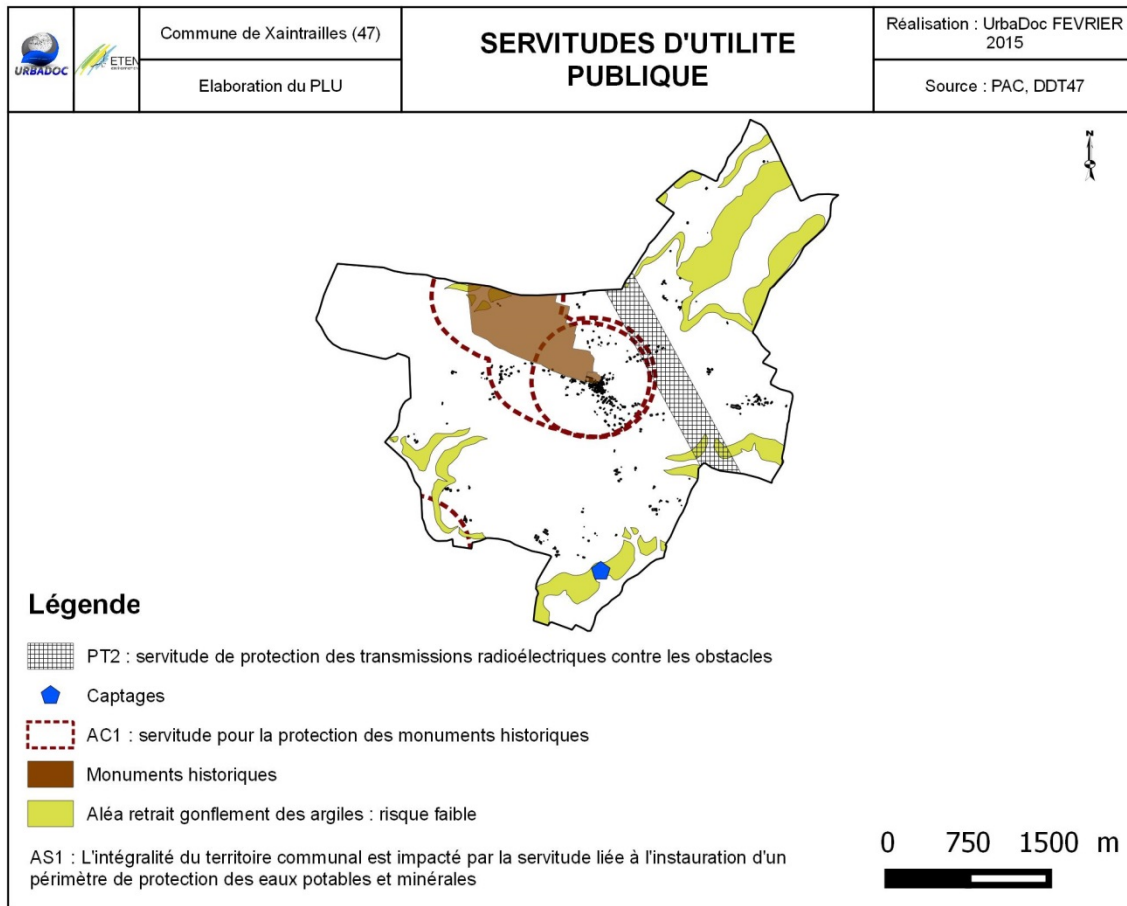 URBADOC
ETEN
Commune de Xaintrailles (47)
Elaboration du PLU
SERVITUDES D'UTILITE
PUBLIQUE
Réalisation : UrbaDoc FEVRIER
2015
Source : PAC, DDT47
N
Légende
PT2 : servitude de protection des transmissions radioélectriques contre les obstacles
Captages
AC1 : servitude pour la protection des monuments historiques
Monuments historiques
Aléa retrait gonflement des argiles : risque faible
AS1 : L'intégralité du territoire communal est impacté par la servitude liée à l'instauration d'un
périmètre de protection des eaux potables et minérales
0 750 1500 m